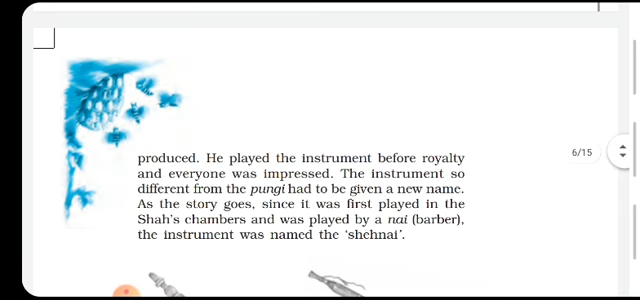 produced. He played the instrument before royalty
and everyone was impressed. The instrument so
different from the pungi had to be given a new name.
As the story goes, since it was first played in the
Shah's chambers and was played by a nai (barber),
the instrument was named the 'shehnai'.
6/15